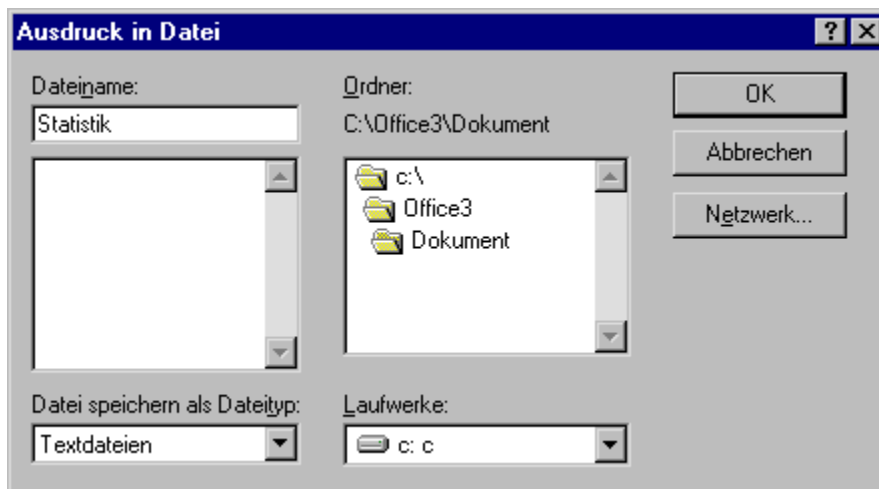 Ausdruck in Datei
Dateiname:
Statistik
Ordner:
C:\Office3\Dokument
c:\
Office3
Dokument
OK
Abbrechen
Netzwerk...
Datei speichern als Dateityp:
Textdateien
Laufwerke:
c: c